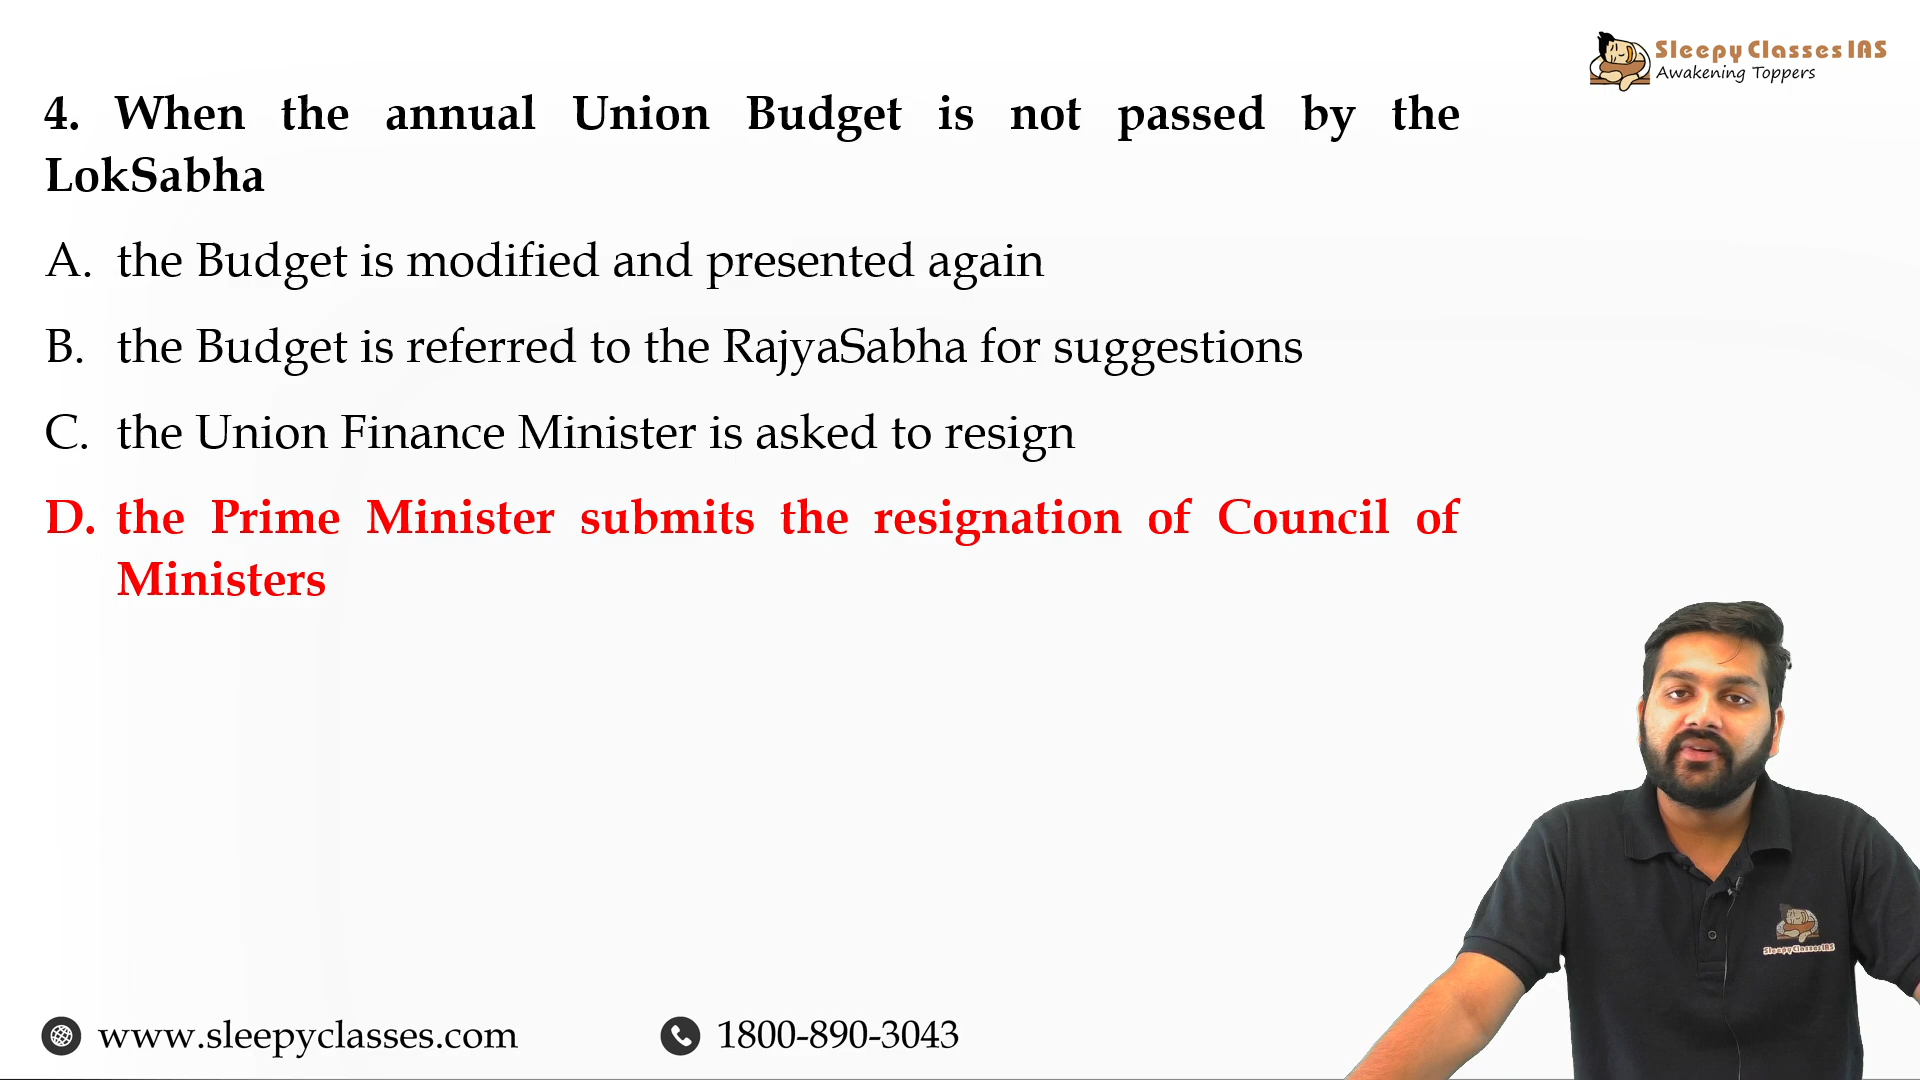 Sleepy Classes IAS
Awakening Toppers
4. When the annual Union Budget is not passed by the
LokSabha
A. the Budget is modified and presented again
B. the Budget is referred to the RajyaSabha for suggestions
C. the Union Finance Minister is asked to resign
D. the Prime Minister submits the resignation of Council of
Ministers
Sleepy Classes IAS
www.sleepyclasses.com
1800-890-3043